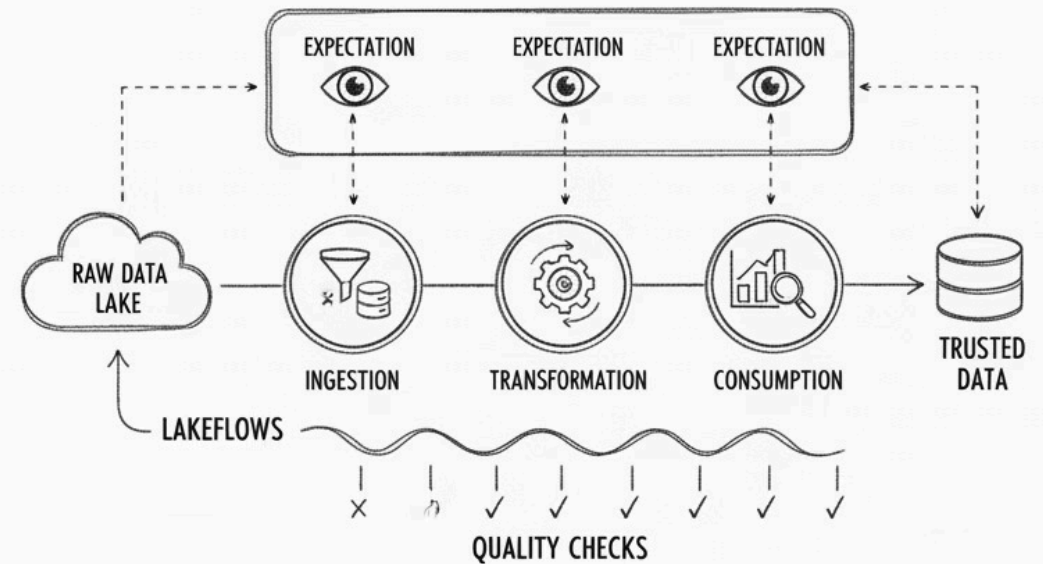 EXPECTATION EXPECTATION EXPECTATION
RAW DATA
LAKE
INGESTION TRANSFORMATION CONSUMPTION
TRUSTED
DATA
LAKEFLOWS
QUALITY CHECKS